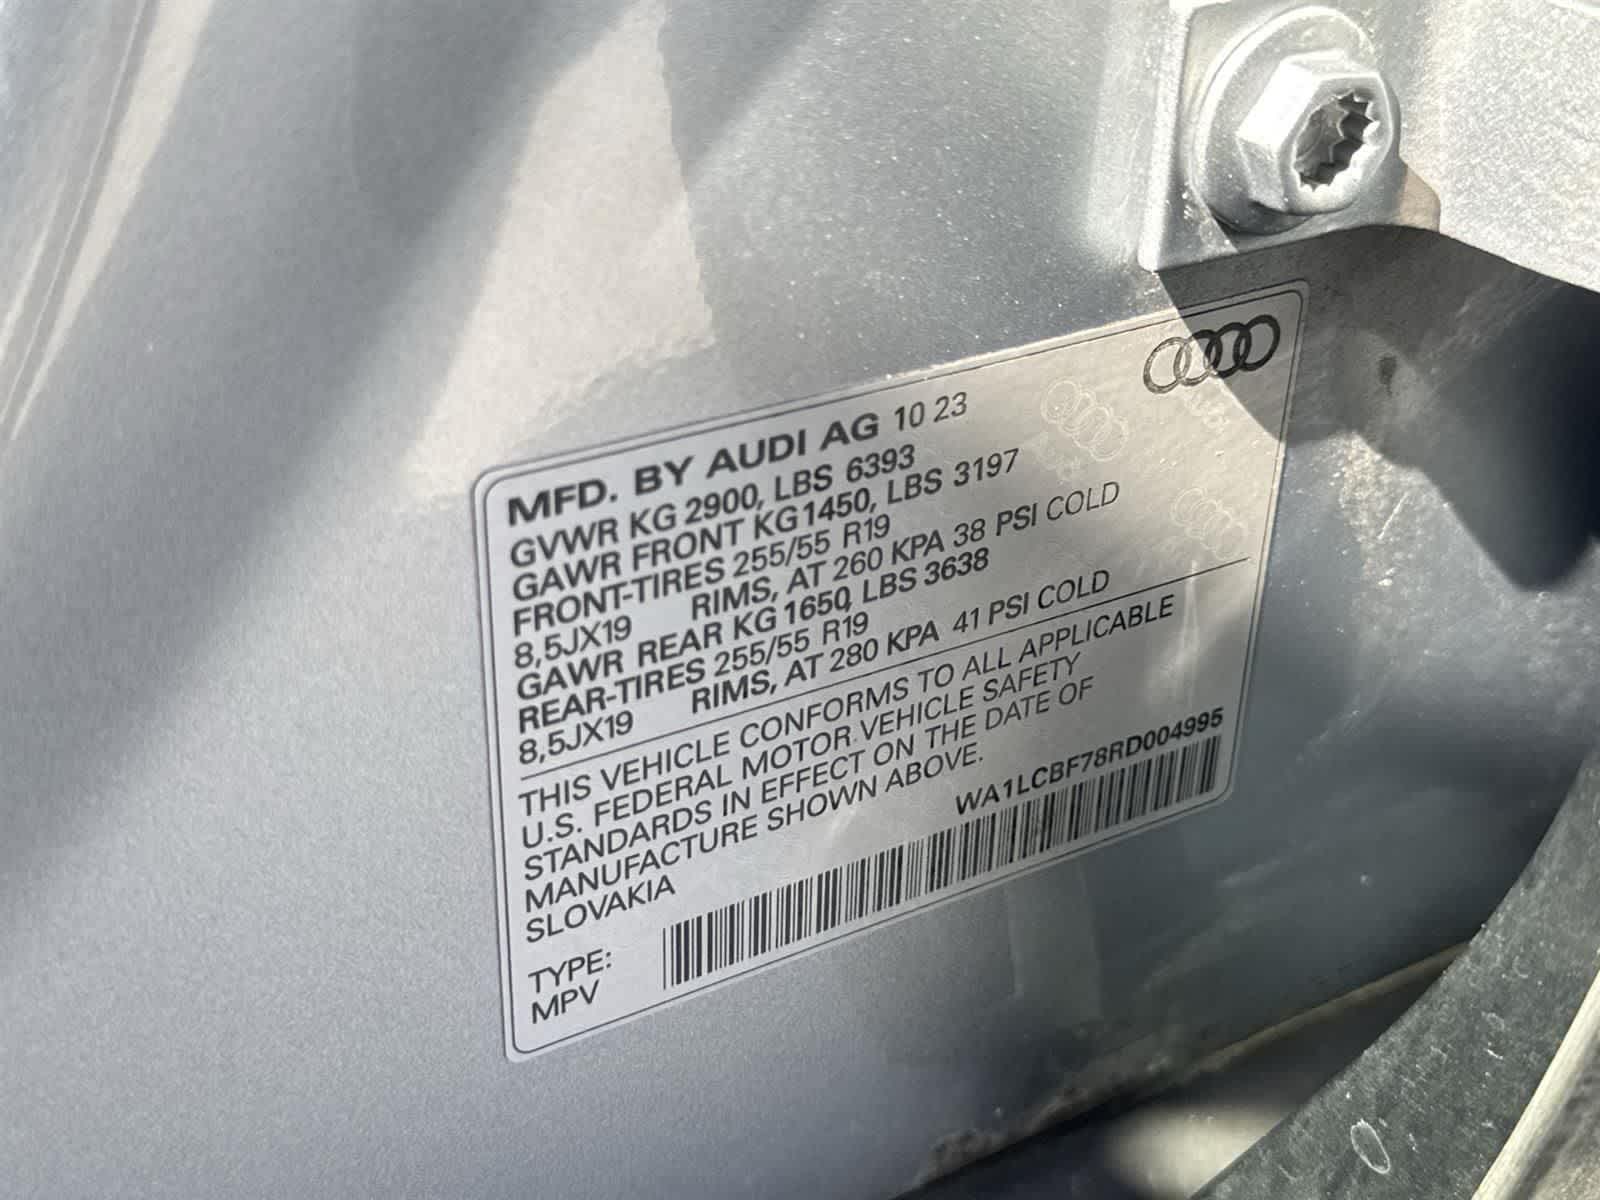 MFD. BY AUDI AG 10 23
GVWR KG 2900, LBS 6393
GAWR FRONT KG1450, LBS 3197
FRONT-TIRES 255/55 R19
8,5JX19 RIMS, AT 260 KPA 38 PSI COLD
GAWR REAR KG 1650, LBS 3638
REAR-TIRES 255/55 R19
8,5JX19 RIMS, AT 280 KPA 41 PSI COLD
THIS VEHICLE CONFORMS TO ALL APPLICABLE
U.S. FEDERAL MOTOR VEHICLE SAFETY
STANDARDS IN EFFECT ON THE DATE OF
MANUFACTURE SHOWN ABOVE.
SLOVAKIA
WA1LCBF78RD004995
TYPE:
MPV